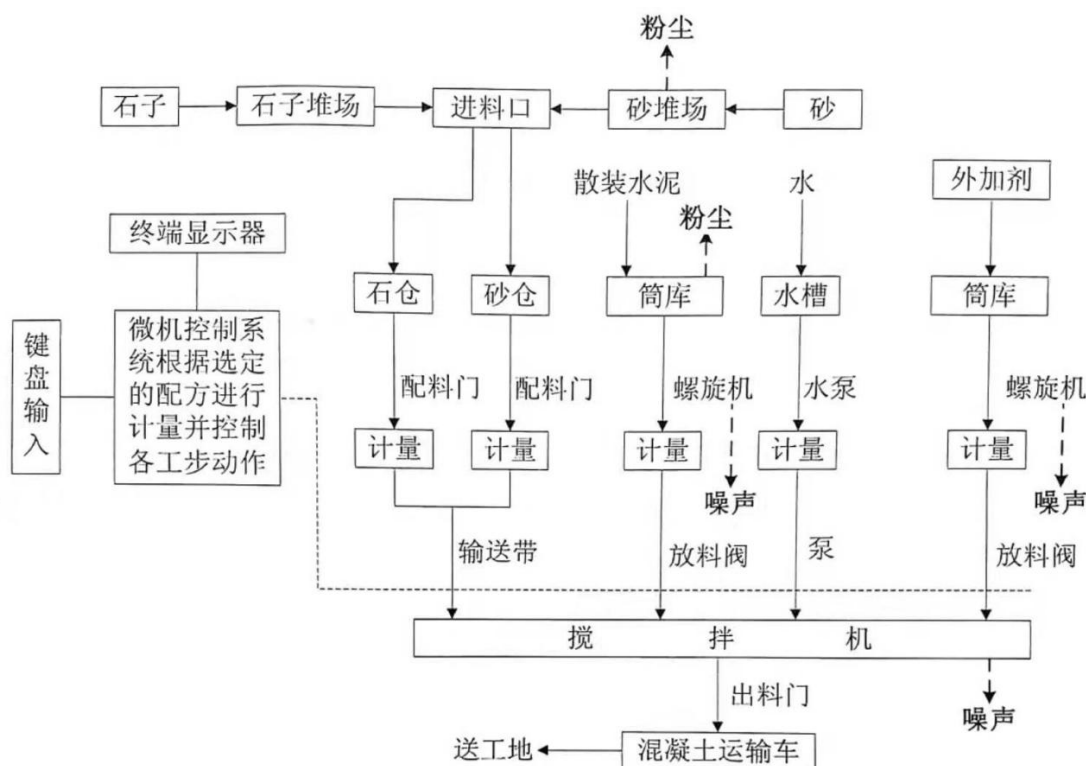 粉尘
石子
石子堆场
进料口
砂堆场
砂
散装水泥
水
外加剂
粉尘
终端显示器
石仓
砂仓
筒库
水槽
筒库
键盘输入
微机控制系
统根据选定
的配方进行
计量并控制
各工步动作
配料门
配料门
螺旋机
水泵
螺旋机
计量
计量
计量
计量
计量
噪声
噪声
输送带
放料阀
泵
放料阀
搅拌机
出料门
噪声
送工地
混凝土运输车